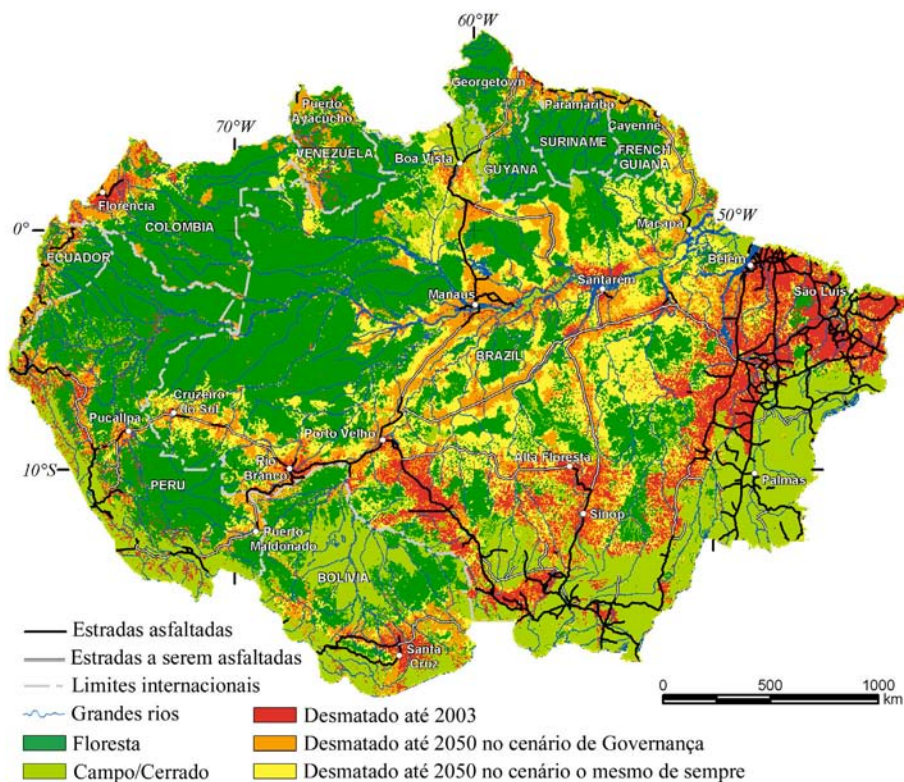 60°W
Georgetown
Paramaribo
Puerto
Ayacucho
Cayenne
70°W
SURINAME
VENEZUELA
FRENCH
GUIANA
Boa Vista
GUYANA
Florencia
Macapá
50°W
0°
COLOMBIA
ECUADOR
Belém
Santarém
São Luís
Manaus
BRAZIL
Cruzeiro
do Sul
Pucallpa
Porto Velho
Rio
Branco
Alta Floresta
10°S
PERU
Palmas
Sinop
Puerto
Maldonado
BOLIVIA
Estradas asfaltadas
Santa
Cruz
Estradas a serem asfaltadas
Limites internacionais
0 500 1000
km
Grandes rios
Desmatado até 2003
Floresta
Desmatado até 2050 no cenário de Governança
Campo/Cerrado
Desmatado até 2050 no cenário o mesmo de sempre